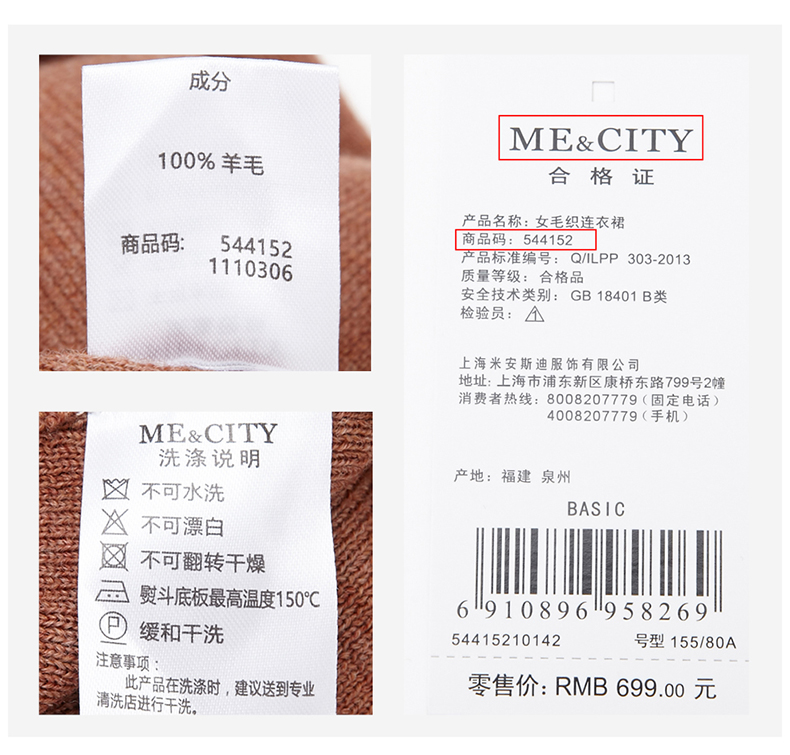 成分
100% 羊毛
商品码: 544152
1110306
ME&CITY
洗涤说明
不可水洗
不可漂白
不可翻转干燥
熨斗底板最高温度150℃
P
缓和干洗
注意事项:
此产品在洗涤时，建议送到专业
清洗店进行干洗。
ME&CITY
合格证
产品名称: 女毛织连衣裙
商品码: 544152
产品标准编号: Q/ILPP 303-2013
质量等级: 合格品
安全技术类别: GB 18401 B类
检验员: 1
上海米安斯迪服饰有限公司
地址: 上海市浦东新区康桥东路799号2幢
消费者热线: 8008207779（固定电话）
4008207779（手机）
产地: 福建 泉州
BASIC
6 910896 958269
54415210142 号型 155/80A
零售价: RMB 699.00 元